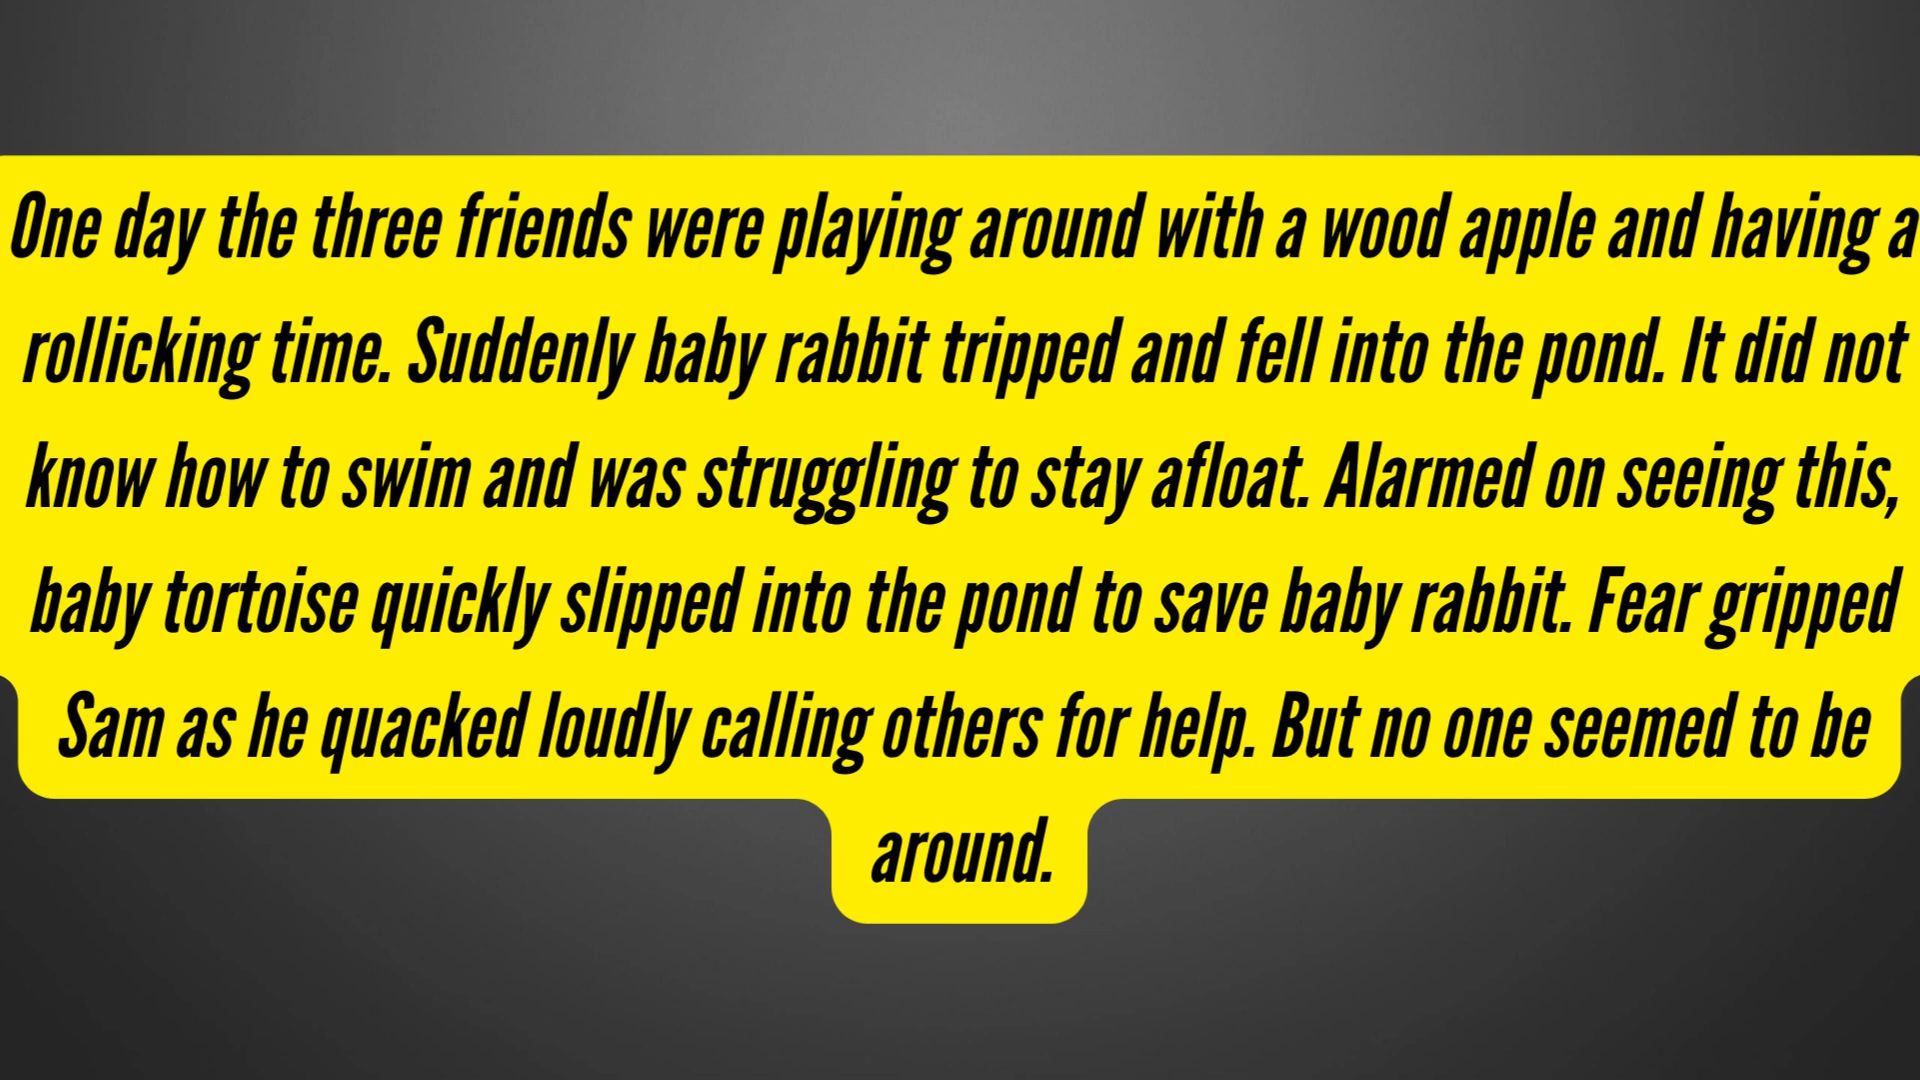 One day the three friends were playing around with a wood apple and having a
rollicking time. Suddenly baby rabbit tripped and fell into the pond. It did not
know how to swim and was struggling to stay afloat. Alarmed on seeing this,
baby tortoise quickly slipped into the pond to save baby rabbit. Fear gripped
Sam as he quacked loudly calling others for help. But no one seemed to be
around.